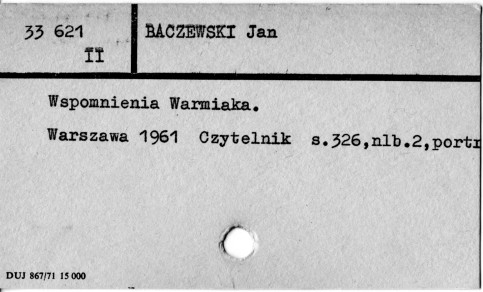 33 621
II
BACZEWSKI Jan
Wspomnienia Warmiaka.
Warszawa 1961 Czytelnik s.326,nlb.2,portr
DUJ 867/71 15 000